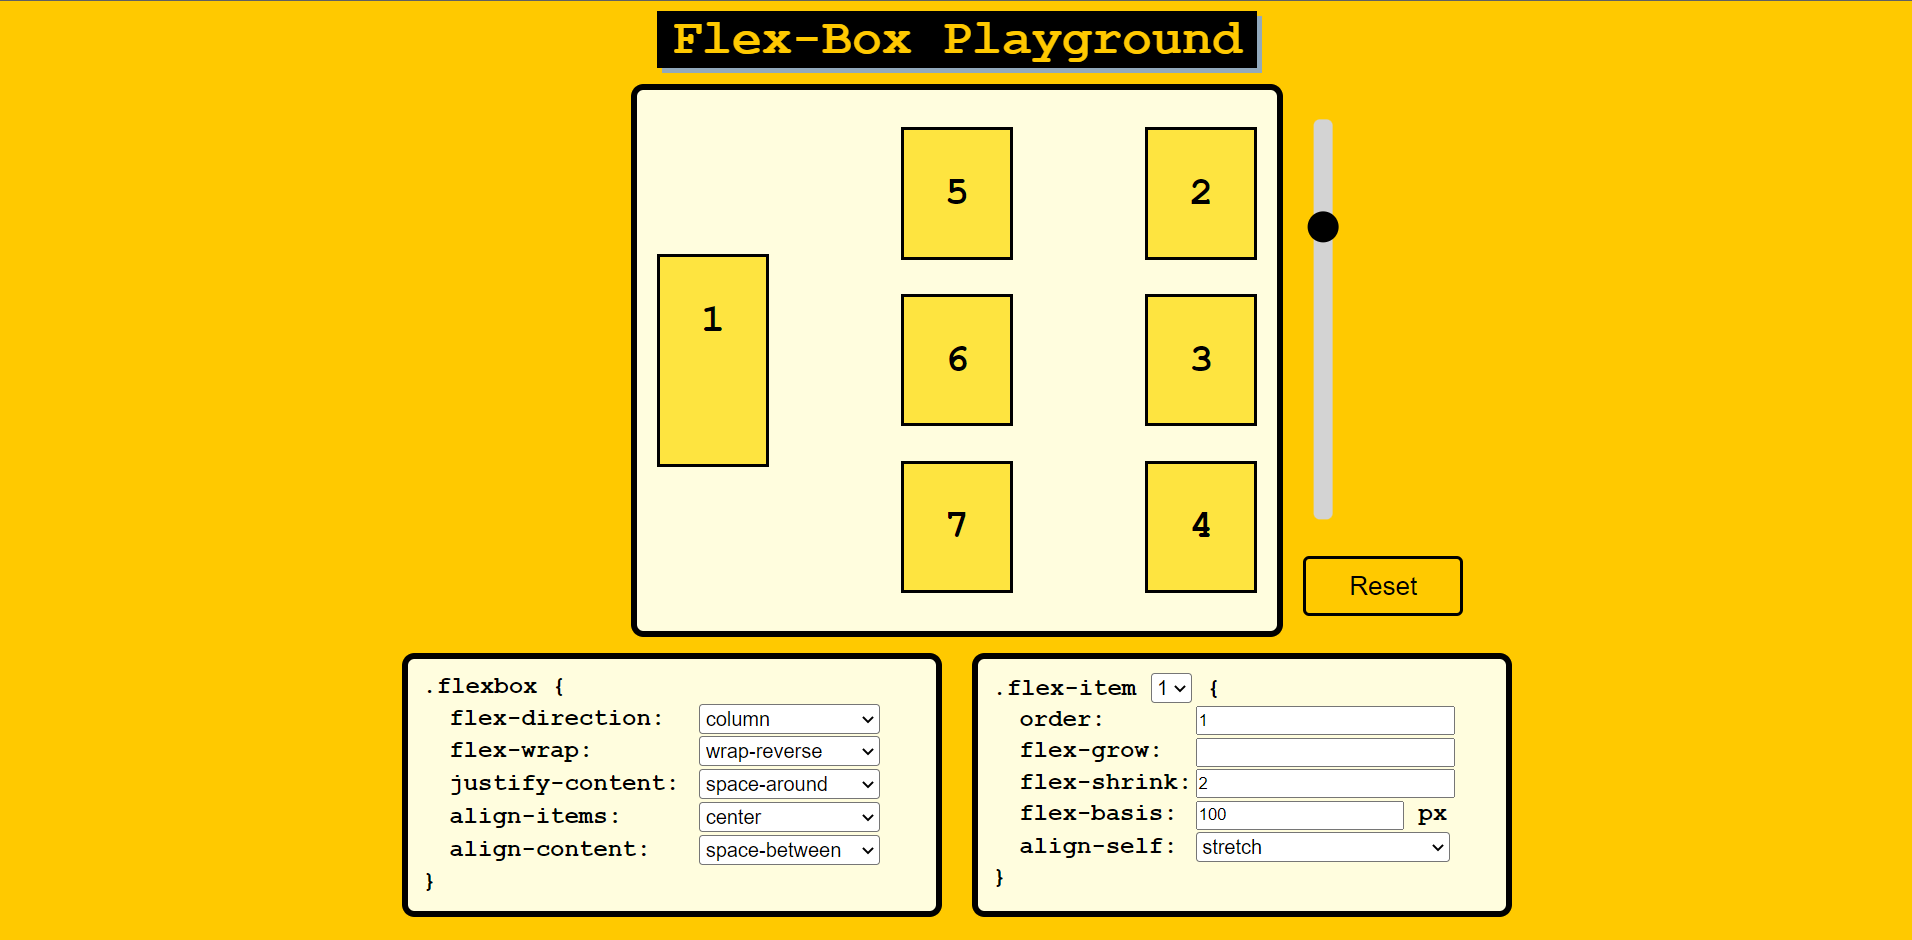 Flex-Box Playground
5 2
1
6 3
7 4
Reset
.flexbox {
flex-direction: column
flex-wrap: wrap-reverse
justify-content: space-around
align-items: center
align-content: space-between
}
.flex-item 1 {
order: 1
flex-grow:
flex-shrink: 2
flex-basis: 100 px
align-self: stretch
}